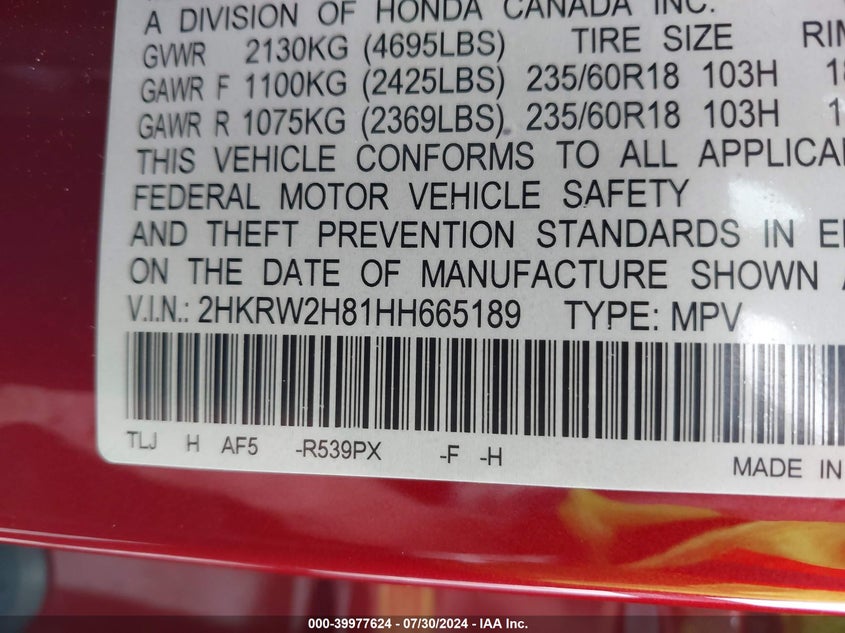 A DIVISION OF HONDA CANADA INC.
GVWR 2130KG (4695LBS) TIRE SIZE
GAWR F 1100KG (2425LBS) 235/60R18 103H
GAWR R 1075KG (2369LBS) 235/60R18 103H
THIS VEHICLE CONFORMS TO ALL
FEDERAL MOTOR VEHICLE SAFETY
AND THEFT PREVENTION STANDARDS IN
ON THE DATE OF MANUFACTURE SHOWN
V.I.N.: 2HKRW2H81HH665189 TYPE: MPV
TLJ H AF5 -R539PX -F -H
MADE IN
000-39977624 - 07/30/2024 - IAA Inc.